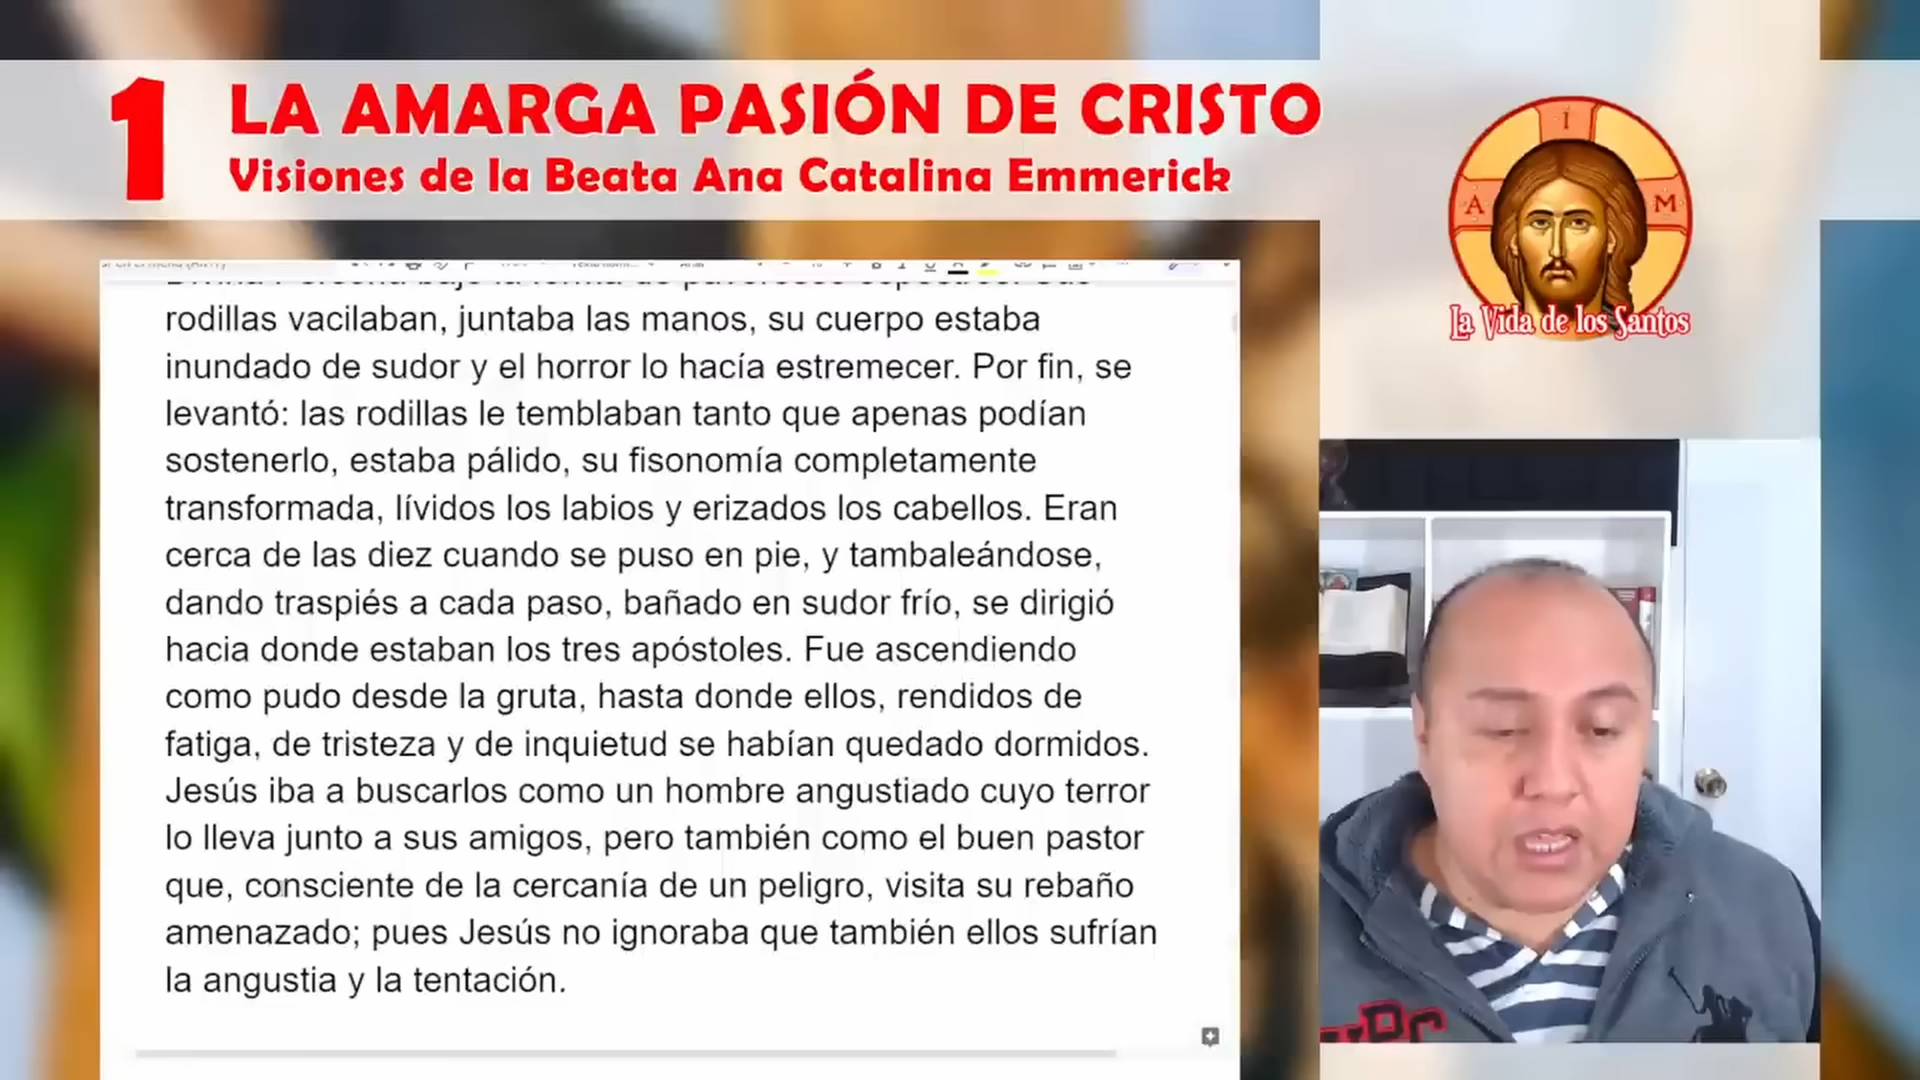 1
LA AMARGA PASIÓN DE CRISTO
Visiones de la Beata Ana Catalina Emmerick
I
A M
La Vida de los Santos
rodillas vacilaban, juntaba las manos, su cuerpo estaba
inundado de sudor y el horror lo hacía estremecer. Por fin, se
levantó: las rodillas le temblaban tanto que apenas podían
sostenerlo, estaba pálido, su fisonomía completamente
transformada, lívidos los labios y erizados los cabellos. Eran
cerca de las diez cuando se puso en pie, y tambaleándose,
dando traspiés a cada paso, bañado en sudor frío, se dirigió
hacia donde estaban los tres apóstoles. Fue ascendiendo
como pudo desde la gruta, hasta donde ellos, rendidos de
fatiga, de tristeza y de inquietud se habían quedado dormidos.
Jesús iba a buscarlos como un hombre angustiado cuyo terror
lo lleva junto a sus amigos, pero también como el buen pastor
que, consciente de la cercanía de un peligro, visita su rebaño
amenazado; pues Jesús no ignoraba que también ellos sufrían
la angustia y la tentación.